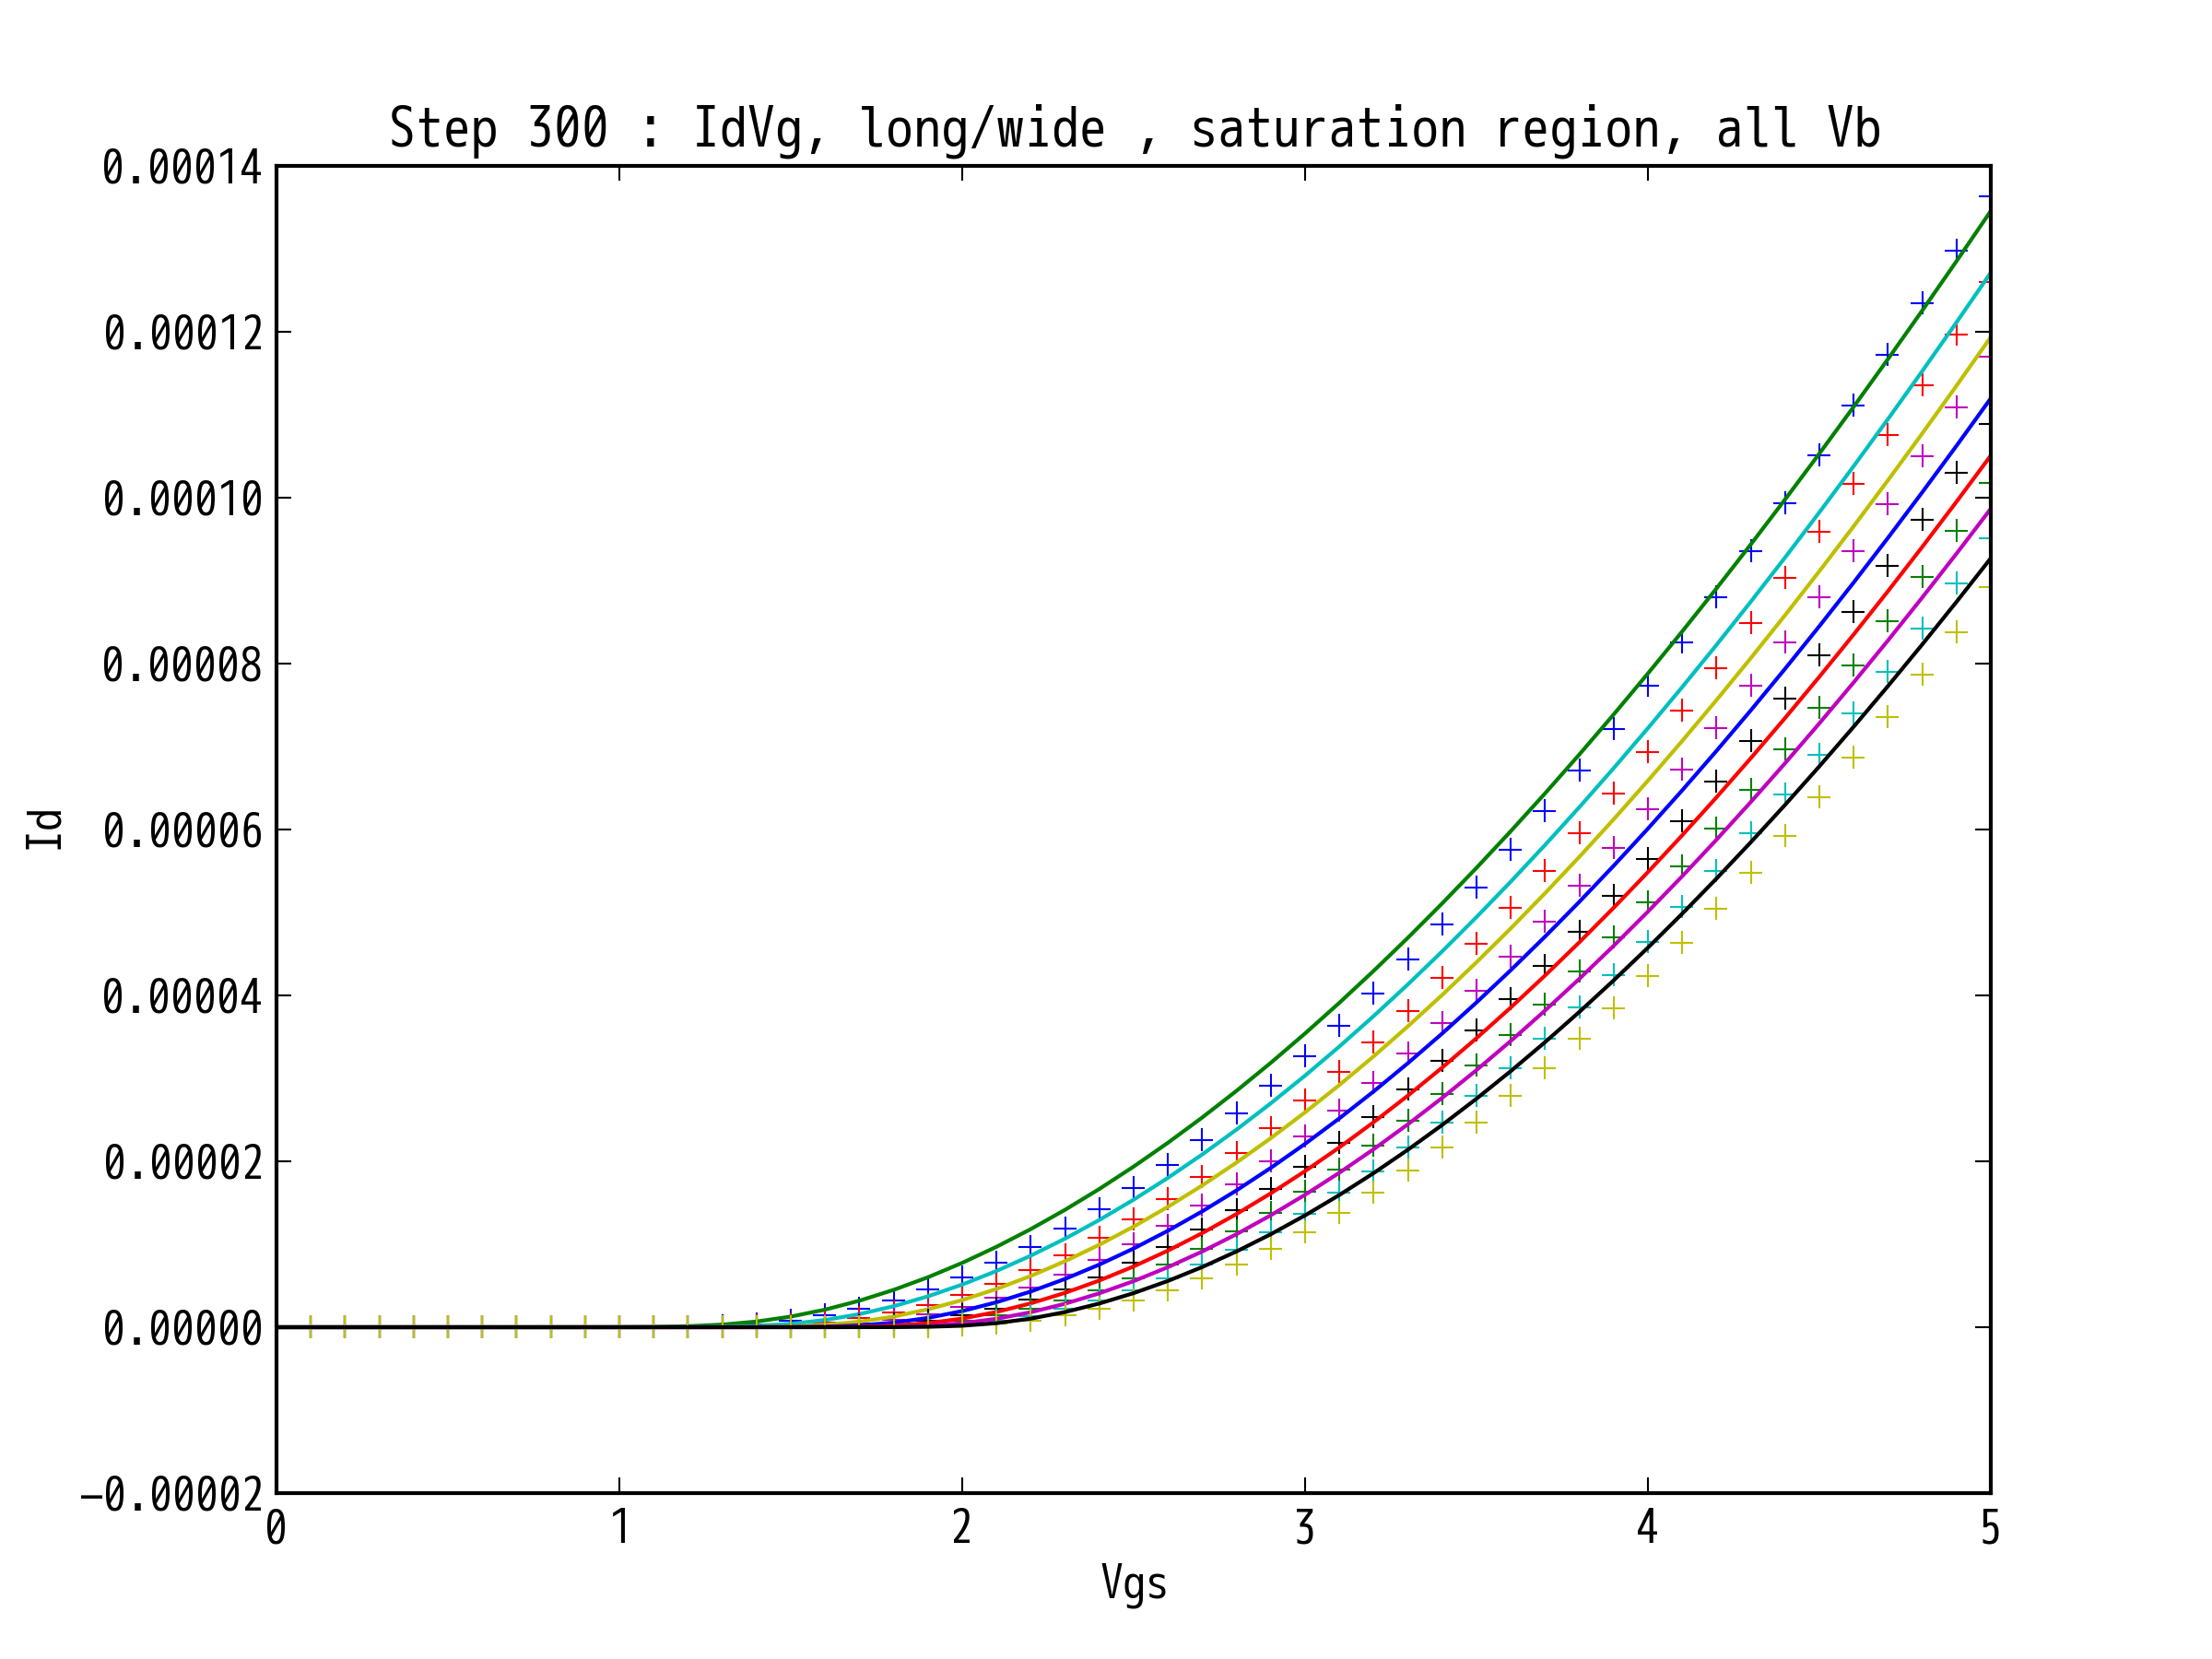 Step 300 : IdVg, long/wide , saturation region, all Vb
0.00014
0.00012
0.00010
0.00008
0.00006
0.00004
0.00002
0.00000
−0.00002
Id
0 1 2 3 4 5
Vgs